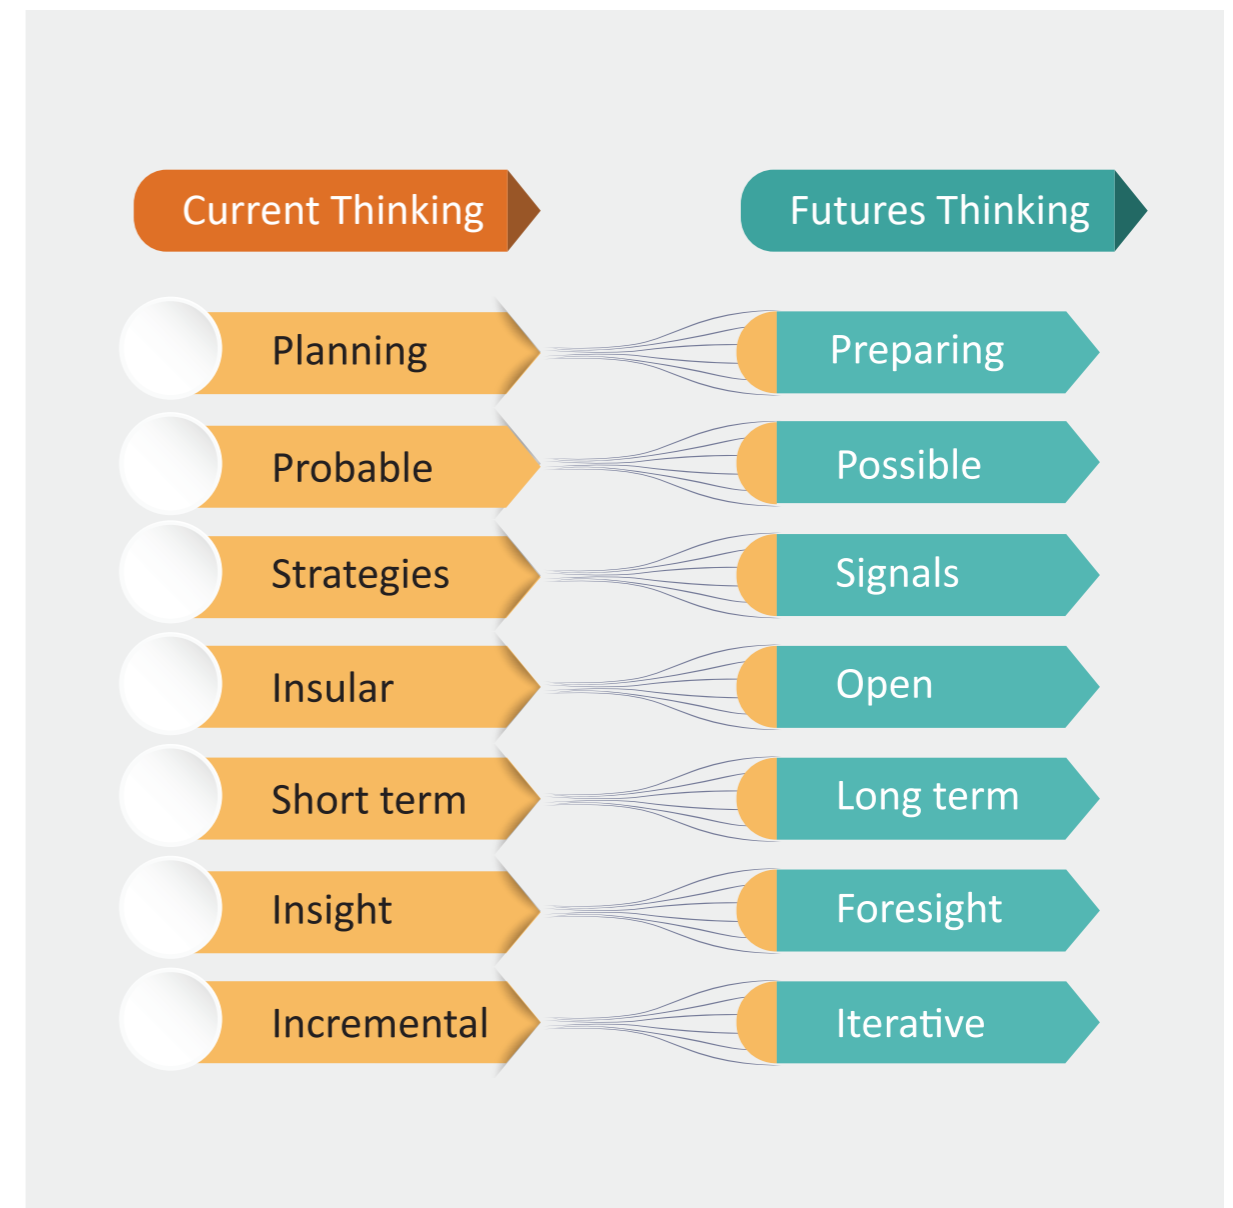 Current Thinking
Futures Thinking
Planning
Preparing
Probable
Possible
Strategies
Signals
Insular
Open
Short term
Long term
Insight
Foresight
Incremental
Iterative